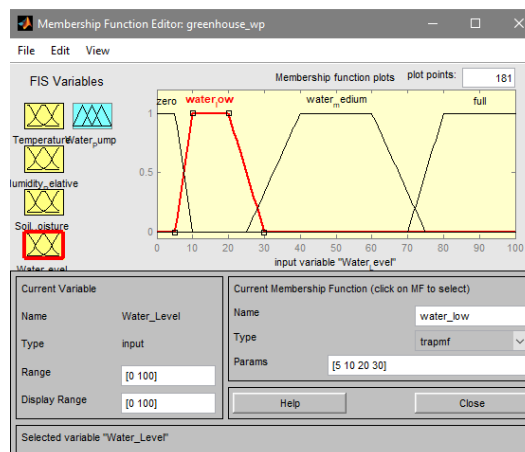 Membership Function Editor: greenhouse_wp
File Edit View
FIS Variables
Membership function plots plot points: 181
zero water_low water_medium full
1
0.5
0
0 10 20 30 40 50 60 70 80 90 100
input variable "Water_Level"
Temperature Water_pump
Humidity_relative
Soil_moisture
Water_Level
Current Variable
Name Water_Level
Type input
Range [0 100]
Display Range [0 100]
Current Membership Function (click on MF to select)
Name water_low
Type trapmf
Params [5 10 20 30]
Help Close
Selected variable "Water_Level"